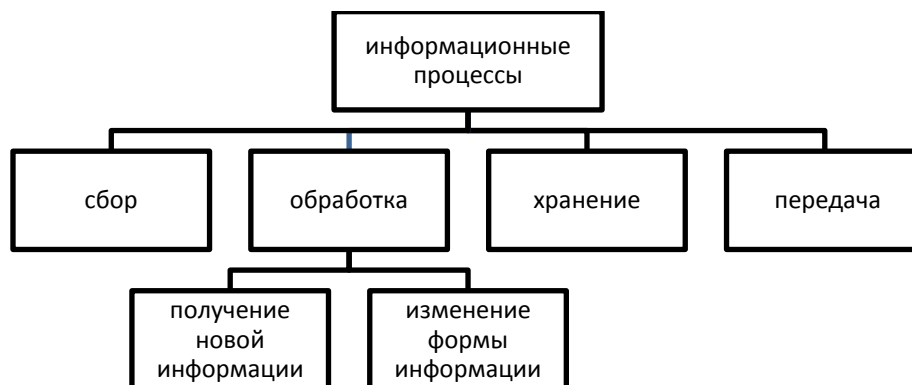 информационные
процессы
сбор
обработка
хранение
передача
получение
новой
информации
изменение
формы
информации